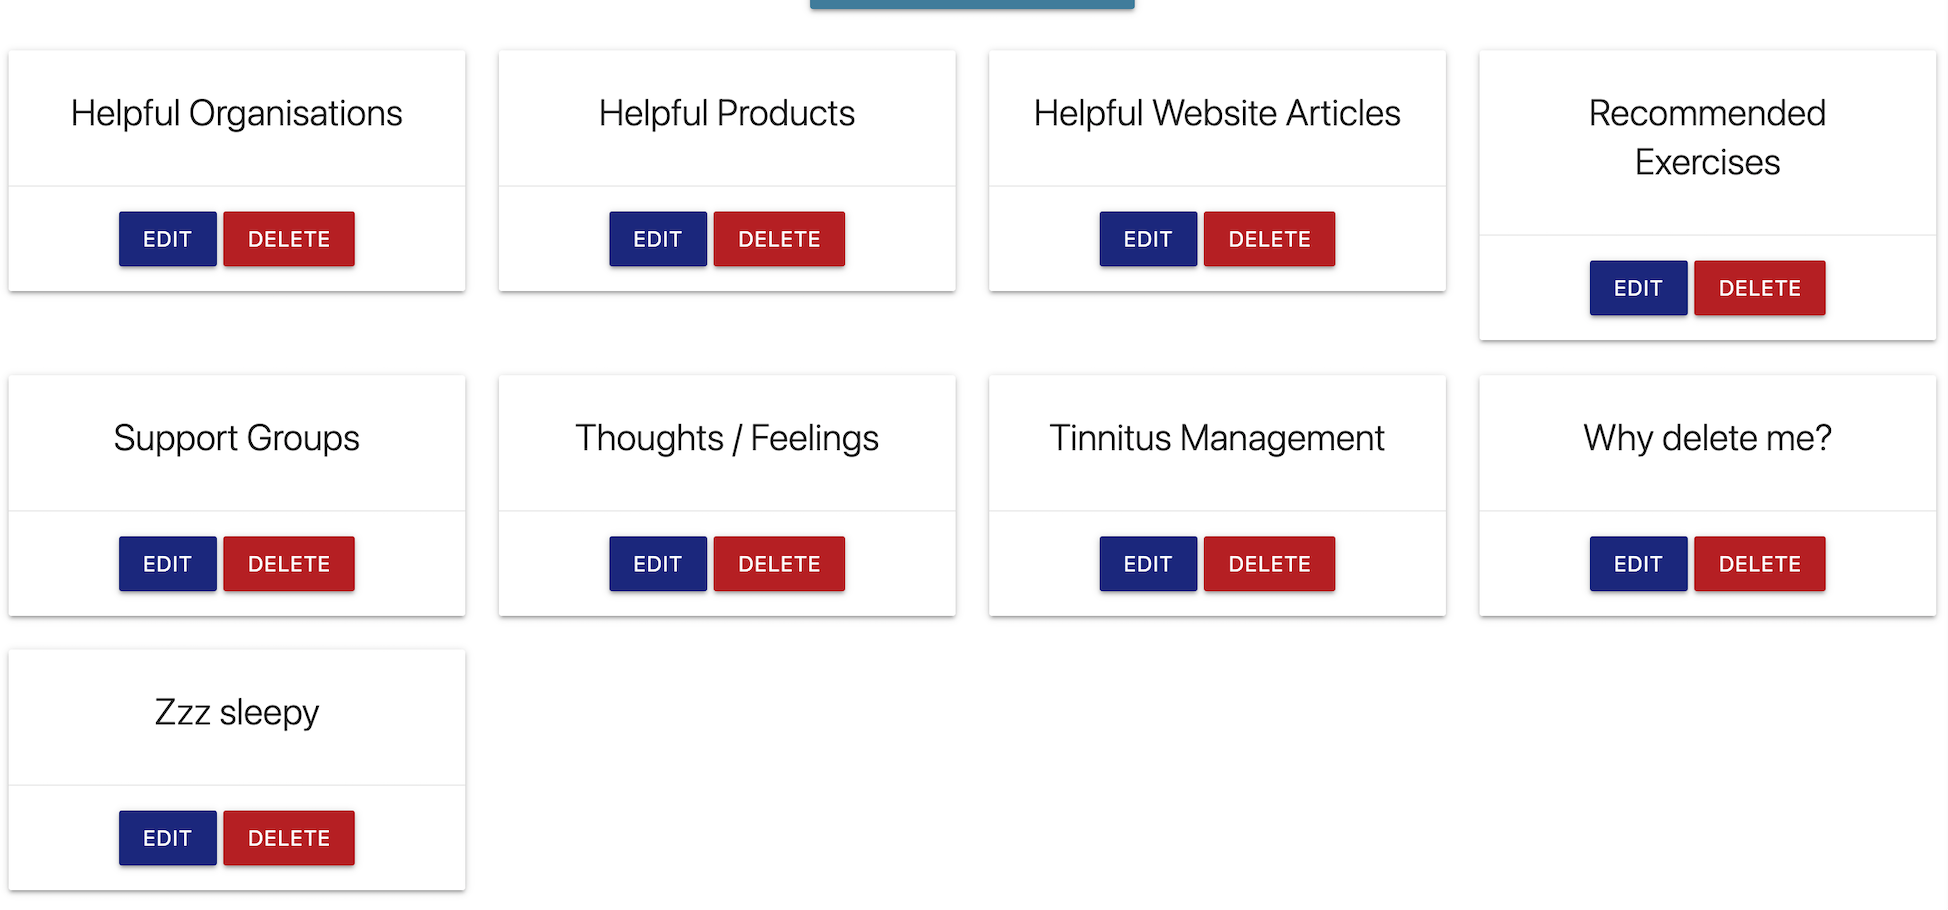 Helpful Organisations
EDIT DELETE
Helpful Products
EDIT DELETE
Helpful Website Articles
EDIT DELETE
Recommended
Exercises
EDIT DELETE
Support Groups
EDIT DELETE
Thoughts / Feelings
EDIT DELETE
Tinnitus Management
EDIT DELETE
Why delete me?
EDIT DELETE
Zzz sleepy
EDIT DELETE